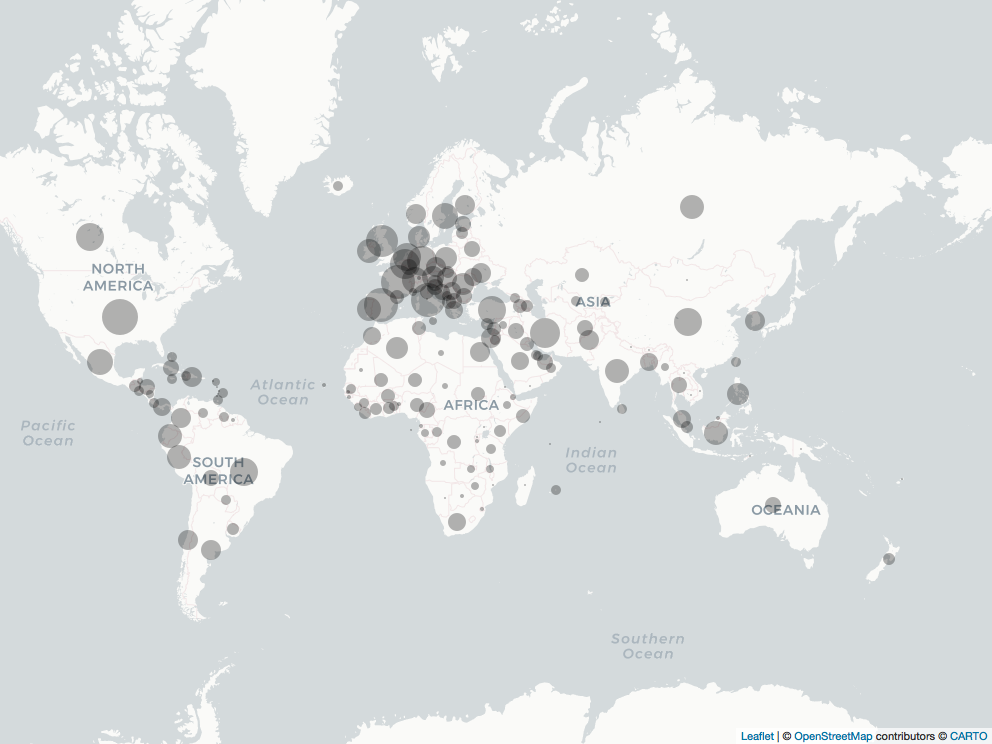 NORTH
AMERICA
ASIA
Atlantic
Ocean
AFRICA
Pacific
Ocean
Indian
Ocean
SOUTH
AMERICA
OCEANIA
Southern
Ocean
Leaflet | © OpenStreetMap contributors © CARTO